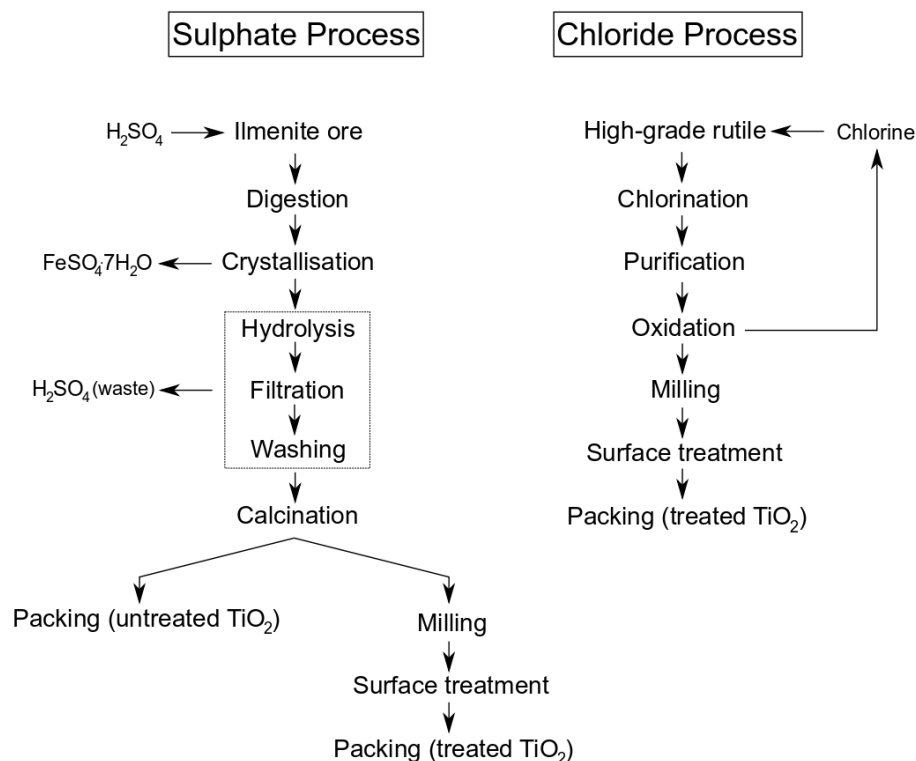 Sulphate Process
H₂SO₄
Ilmenite ore
Digestion
FeSO₄·7H₂O
Crystallisation
Hydrolysis
H₂SO₄ (waste)
Filtration
Washing
Calcination
Packing (untreated TiO₂)
Milling
Surface treatment
Packing (treated TiO₂)
Chloride Process
High-grade rutile
Chlorine
Chlorination
Purification
Oxidation
Milling
Surface treatment
Packing (treated TiO₂)